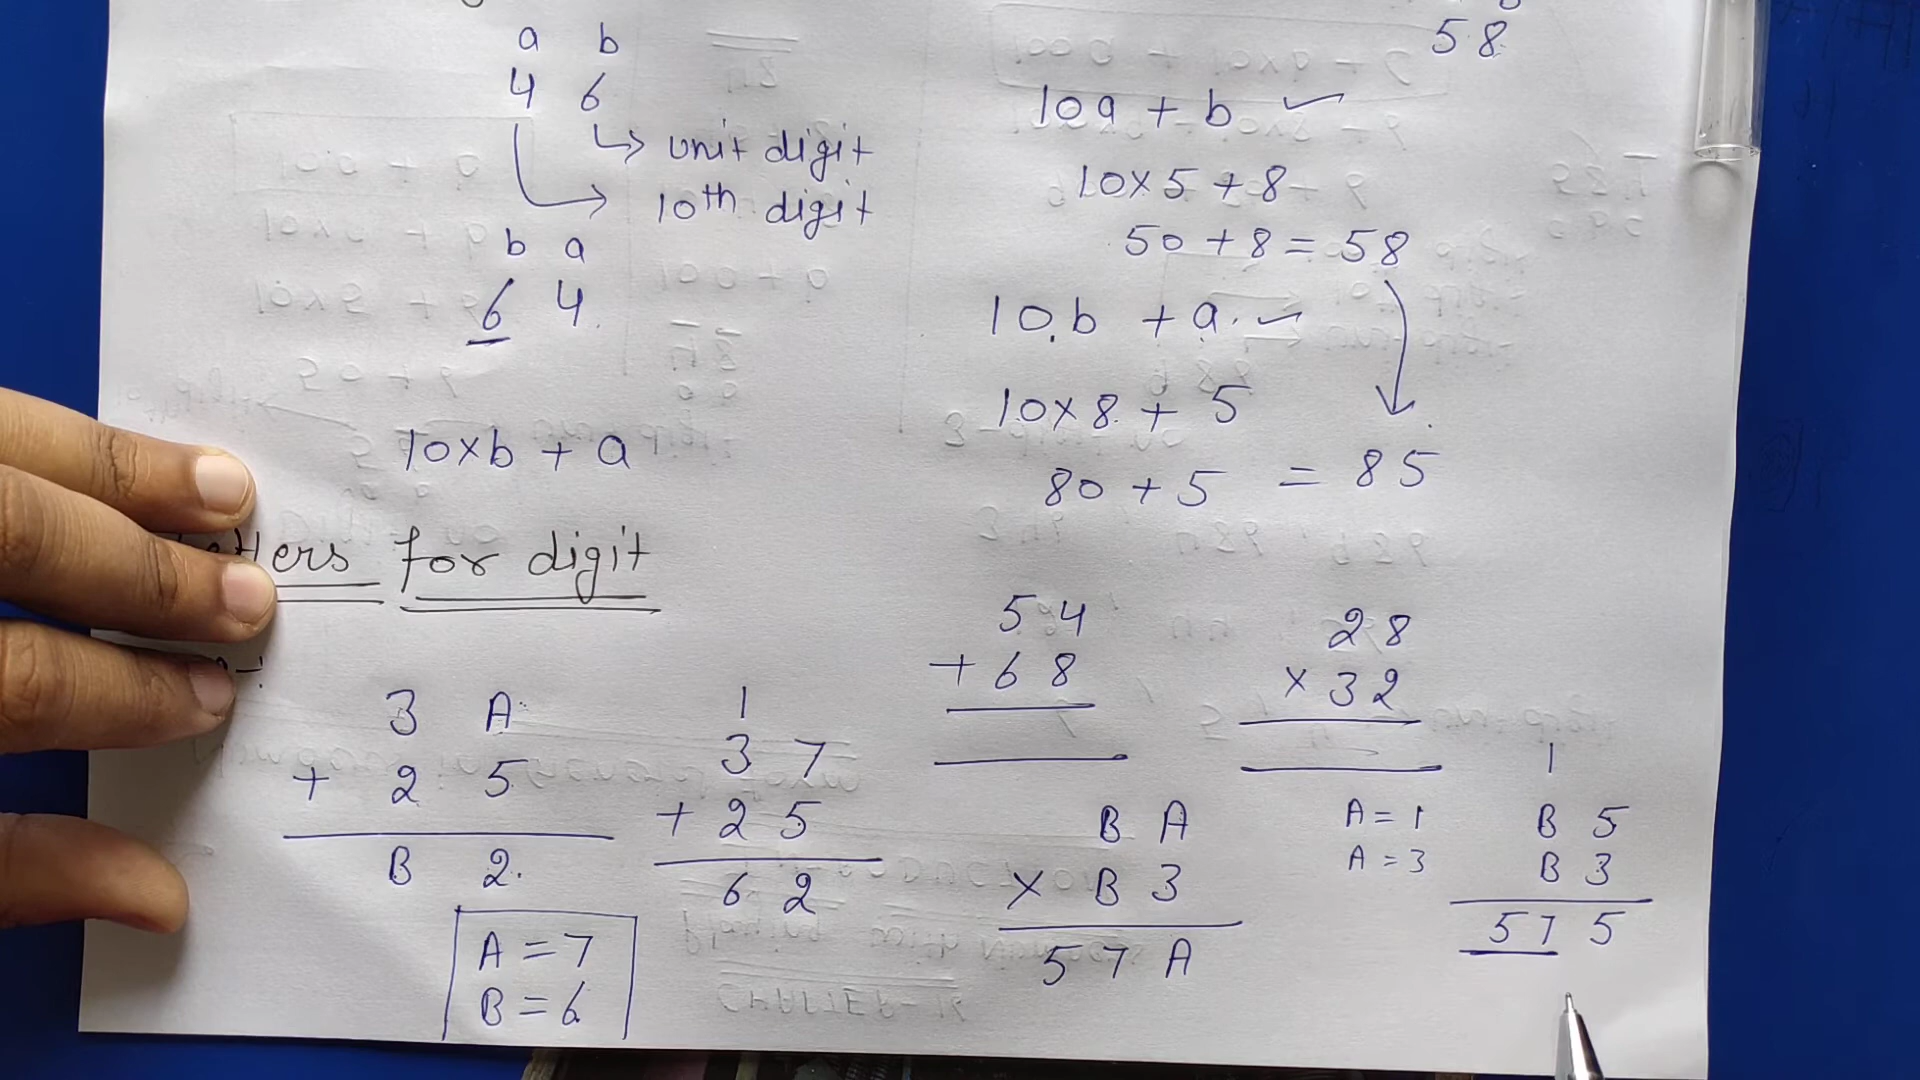 a b
4 6
↳ unit digit
→ 10th digit
b a
6 4
10×b + a
58
10a + b ✓
10×5 + 8
50 + 8 = 58
10.b + a. ✓
10×8 + 5
80 + 5 = 85
for digit
3 A
+ 2 5
B 2.
A = 7
B = 6
1
3 7
+ 2 5
6 2
5 4
+ 6 8
2 8
× 3 2
B A
× B 3
5 7 A
A = 1
A = 3
1
B 5
B 3
5 7 5